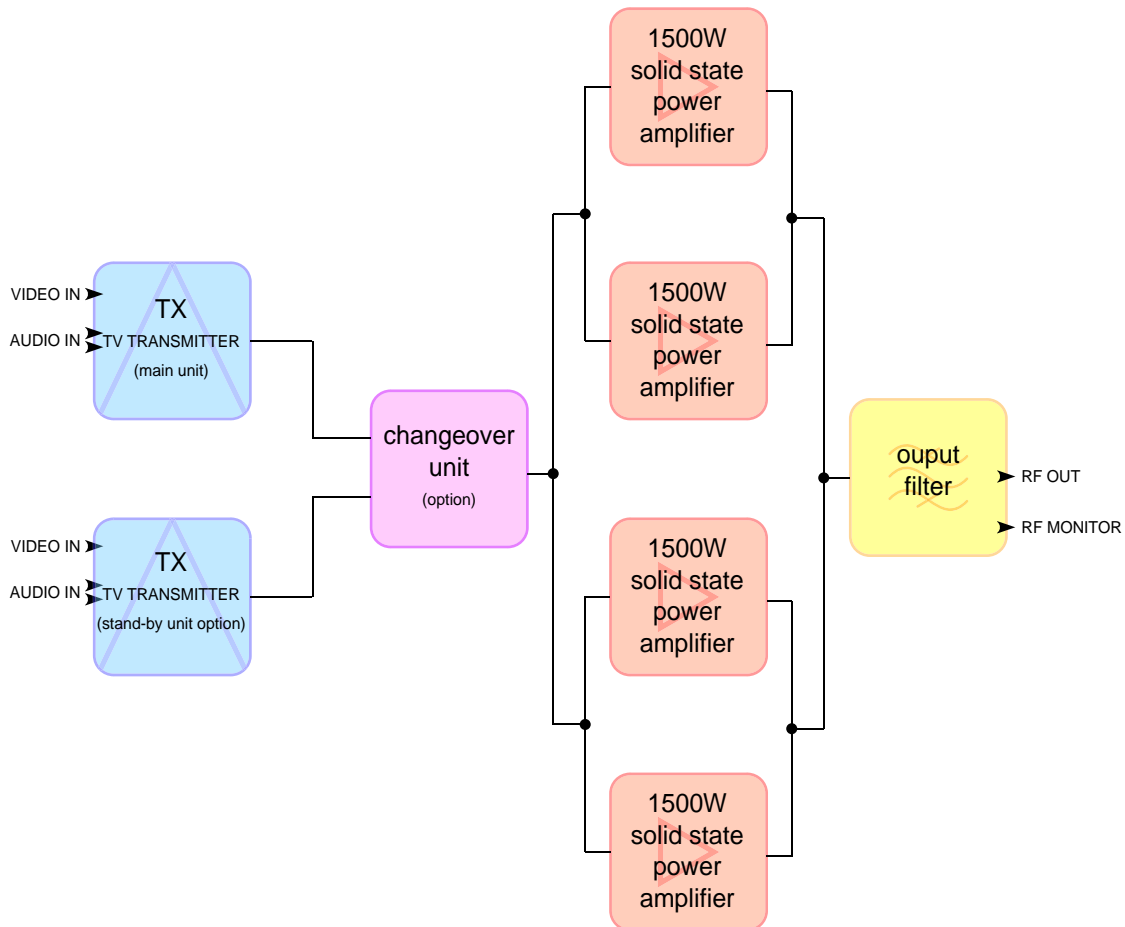 VIDEO IN
AUDIO IN
TX
TV TRANSMITTER
(main unit)
VIDEO IN
AUDIO IN
TX
TV TRANSMITTER
(stand-by unit option)
changeover
unit
(option)
1500W
solid state
power
amplifier
1500W
solid state
power
amplifier
1500W
solid state
power
amplifier
1500W
solid state
power
amplifier
ouput
filter
RF OUT
RF MONITOR